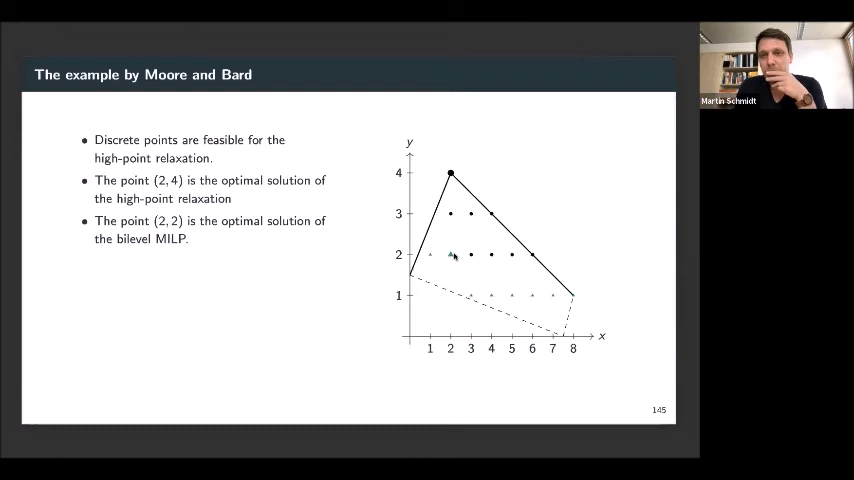 The example by Moore and Bard
Discrete points are feasible for the
high-point relaxation.
The point (2, 4) is the optimal solution of
the high-point relaxation
The point (2, 2) is the optimal solution of
the bilevel MILP.
y
4
3
2
1
1 2 3 4 5 6 7 8
x
145
Martin Schmidt